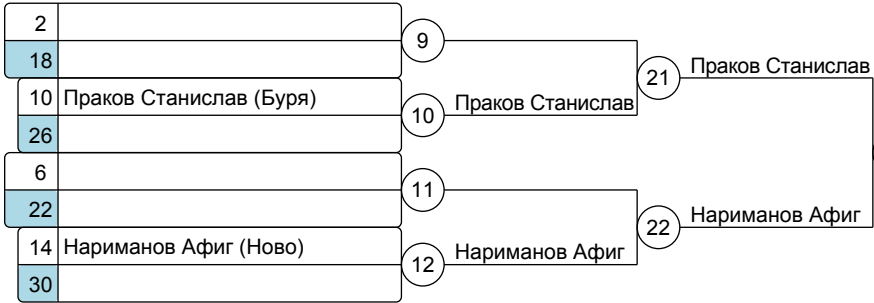 2
9
18
21 Праков Станислав
10 Праков Станислав (Буря)
10 Праков Станислав
26
6
11
22
22 Нариманов Афиг
14 Нариманов Афиг (Ново)
12 Нариманов Афиг
30